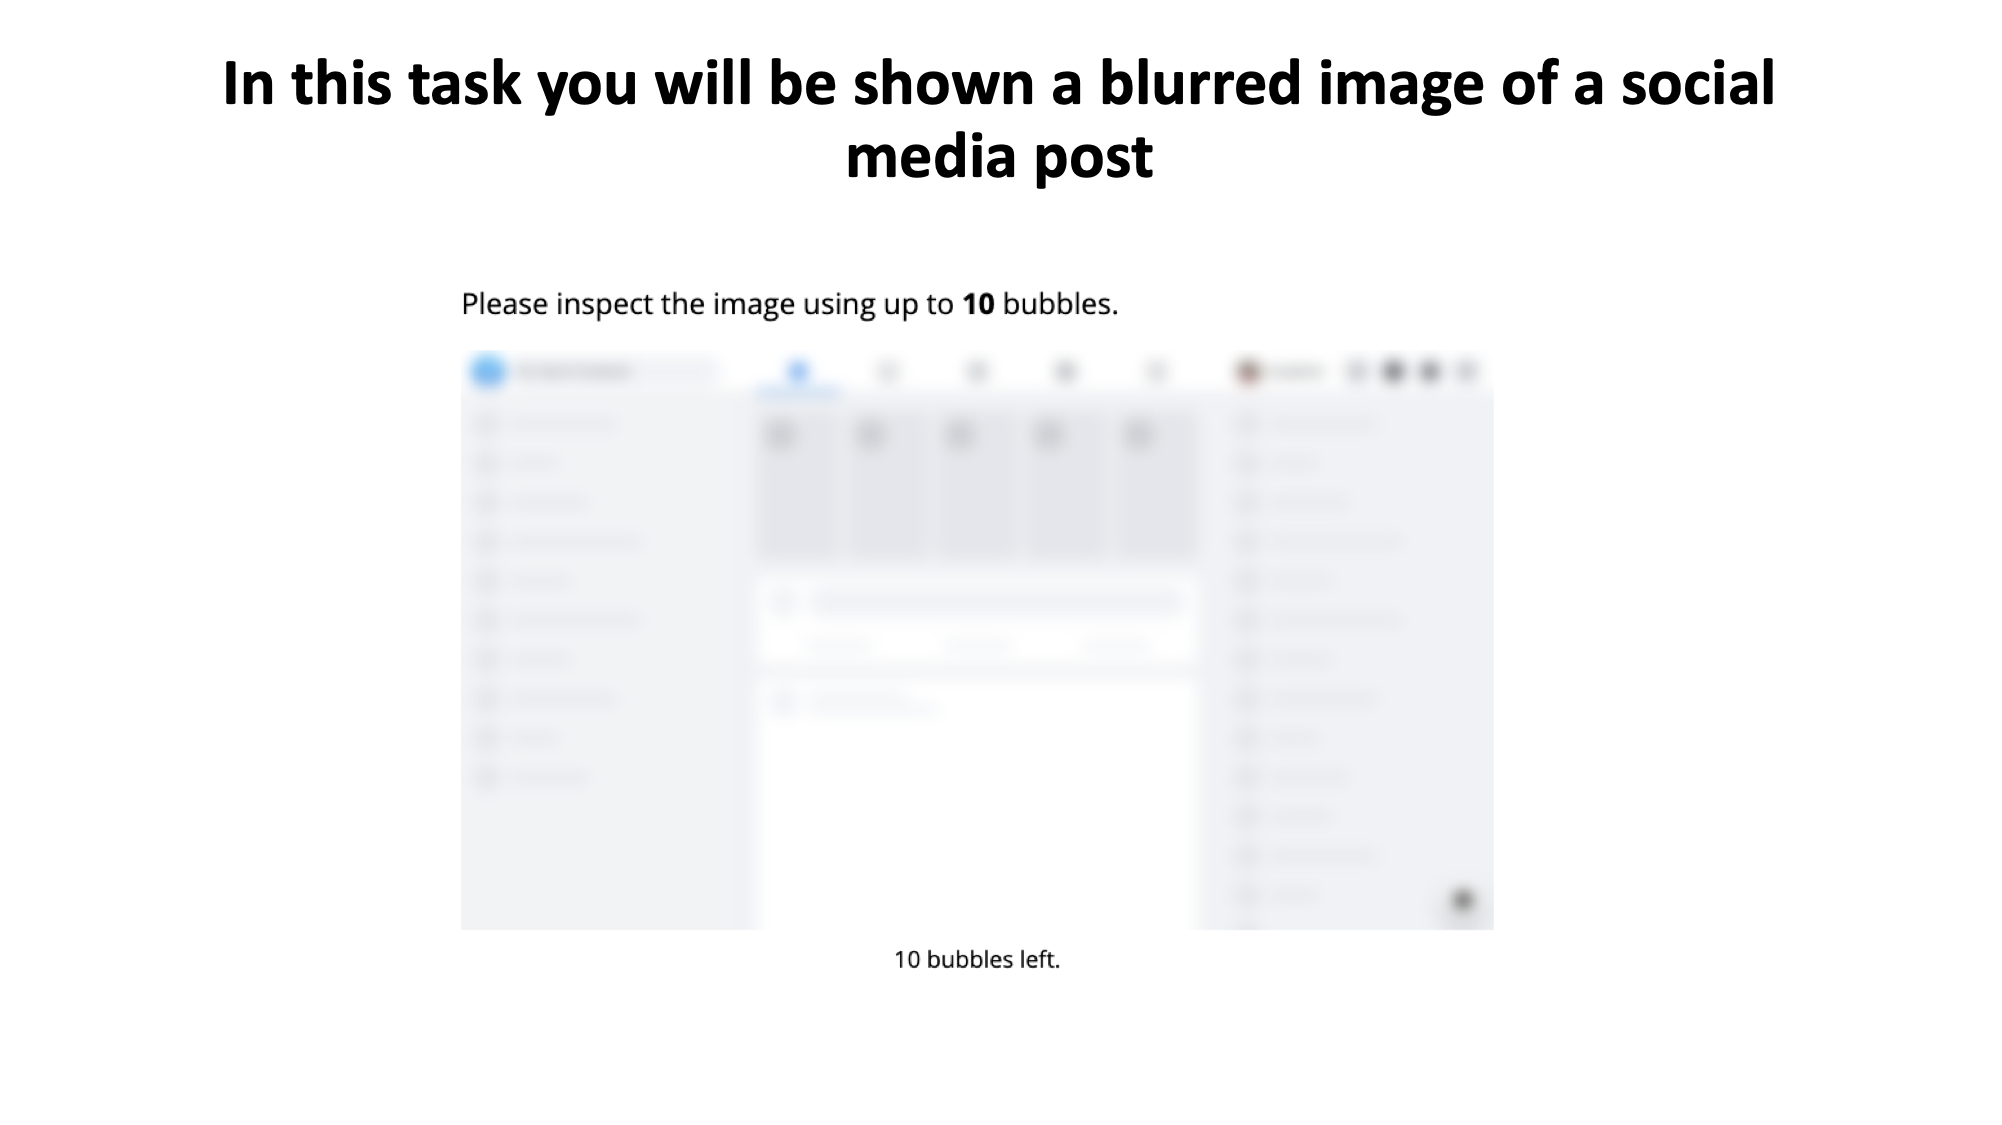 In this task you will be shown a blurred image of a social
media post
Please inspect the image using up to 10 bubbles.
10 bubbles left.